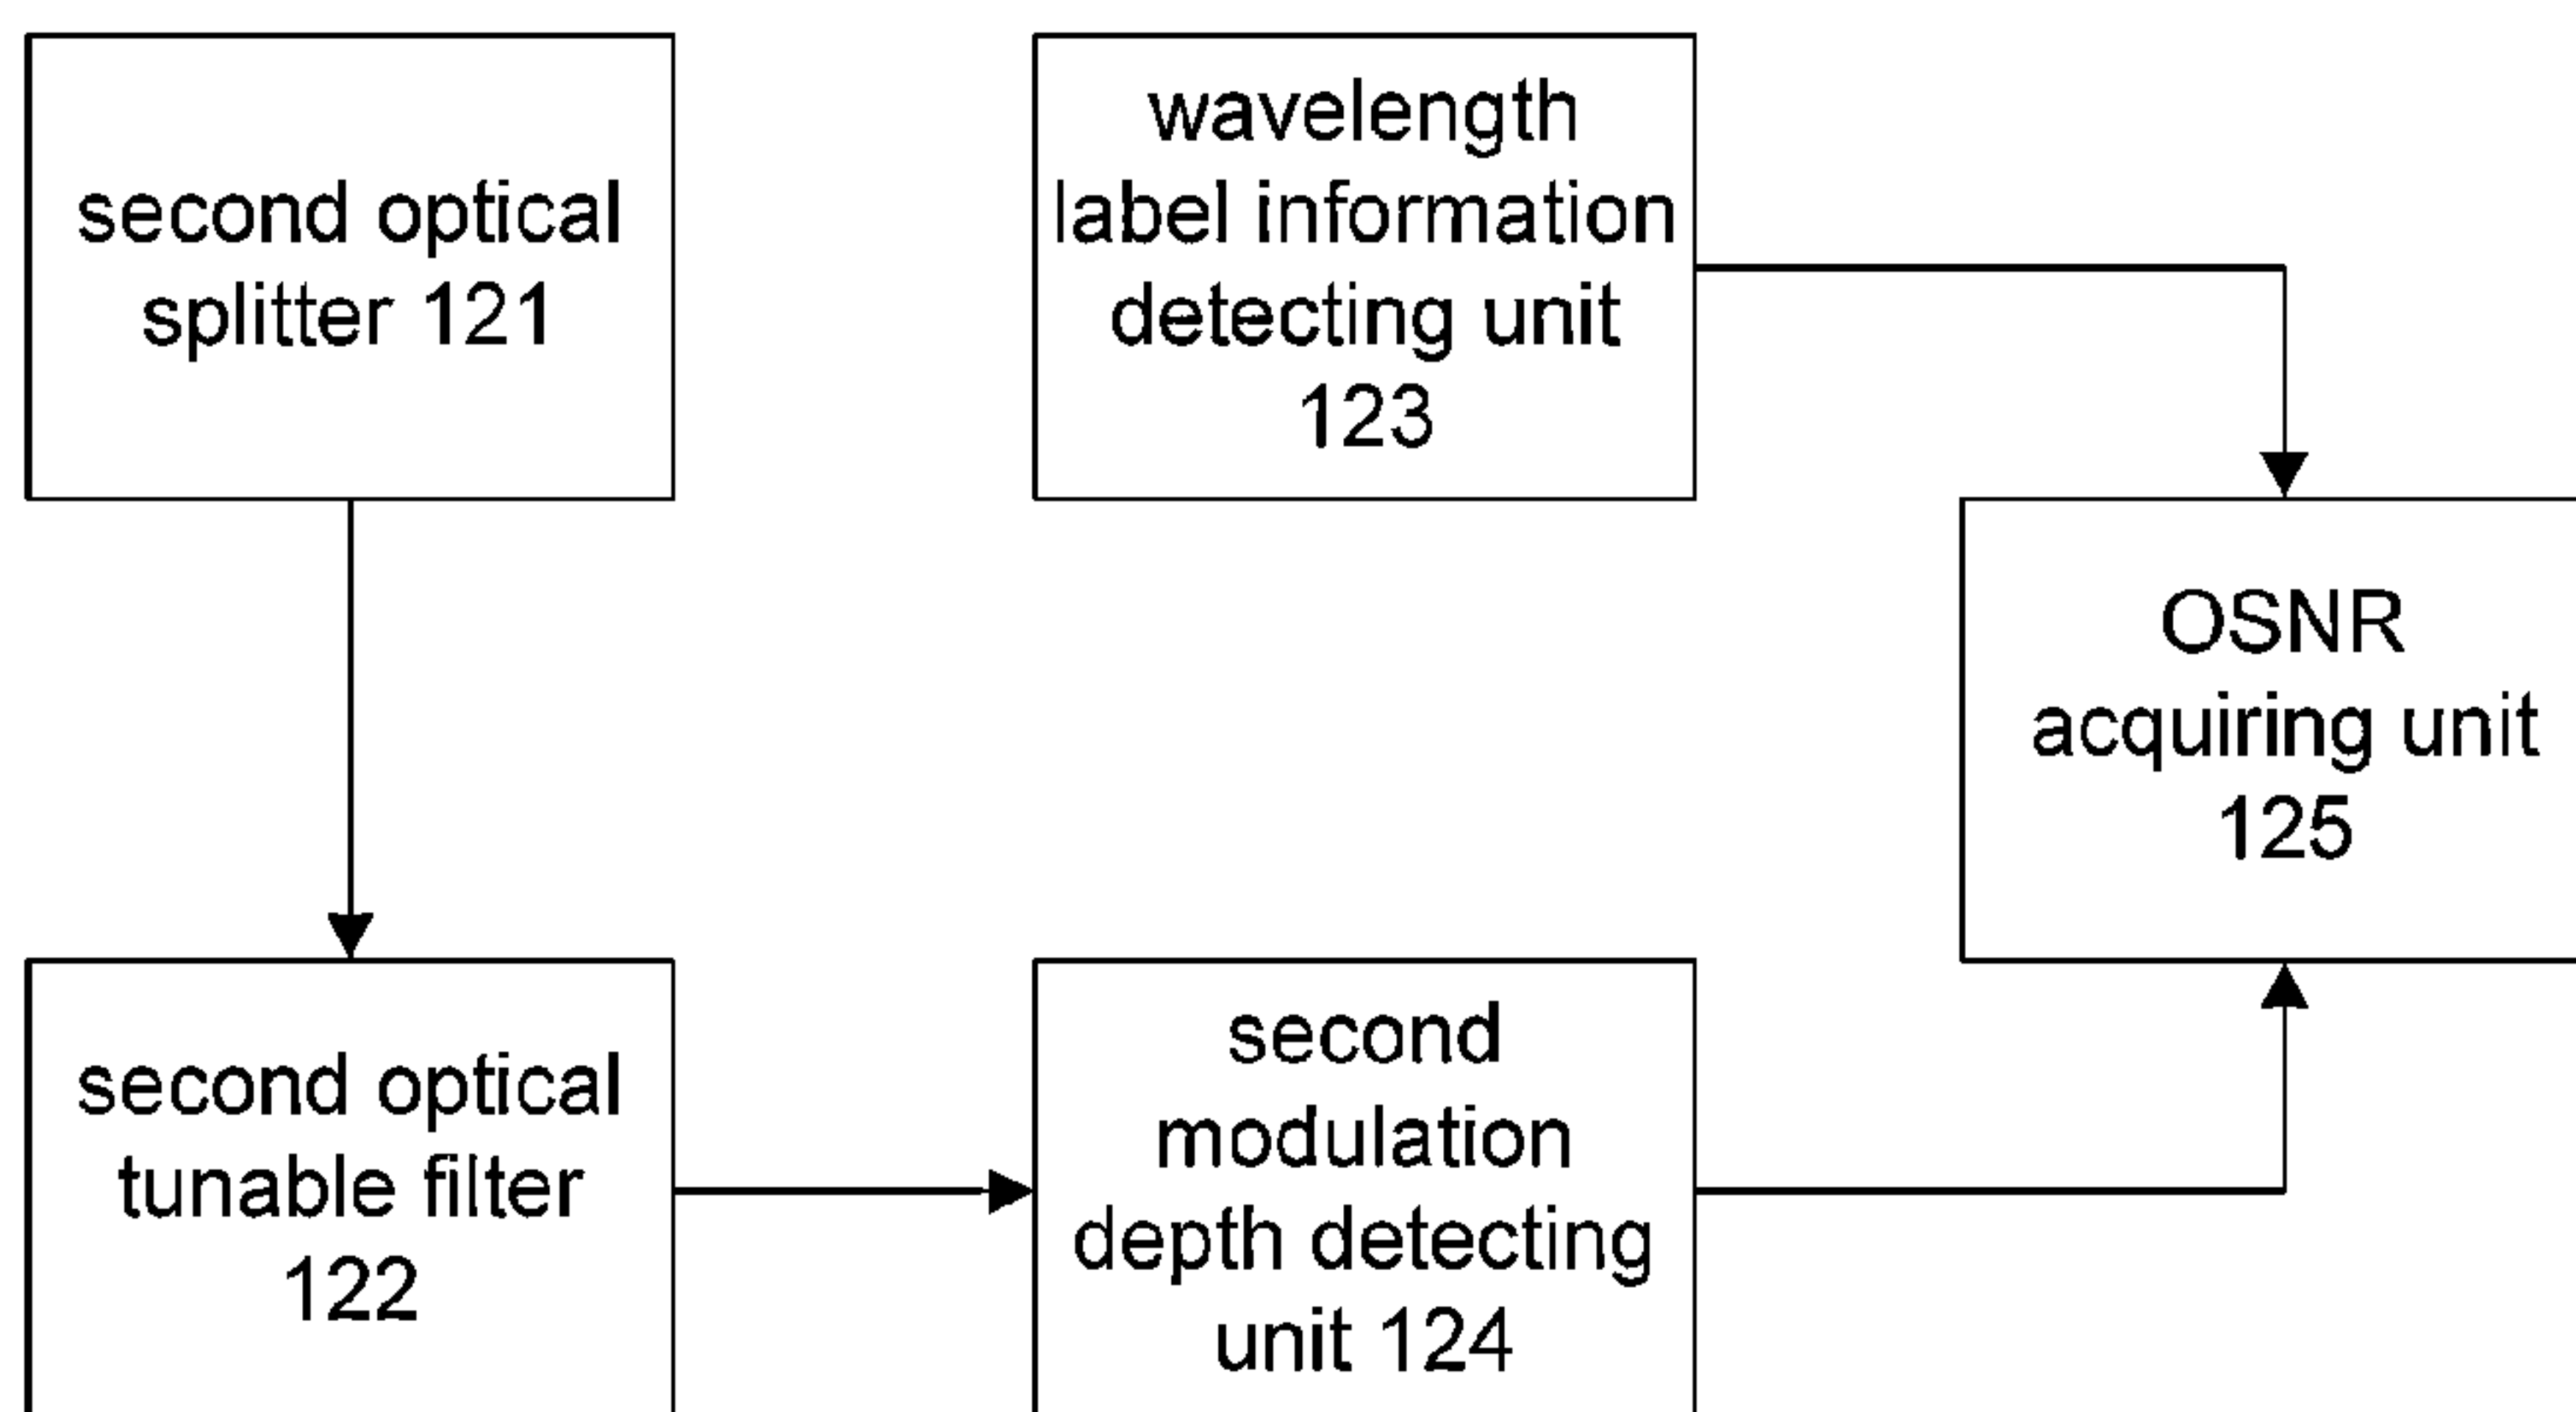 second optical
splitter 121
wavelength
label information
detecting unit
123
OSNR
acquiring unit
125
second optical
tunable filter
122
second
modulation
depth detecting
unit 124